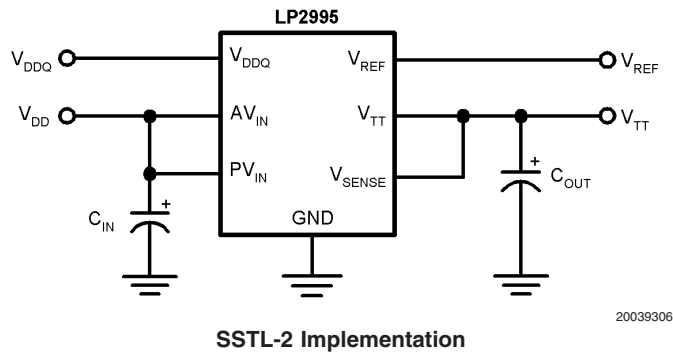 LP2995
VDDQ
VDDQ
VREF
VREF
VDD
AVIN
VTT
VTT
PVIN
VSENSE
CIN
+
+
COUT
GND
20039306
SSTL-2 Implementation